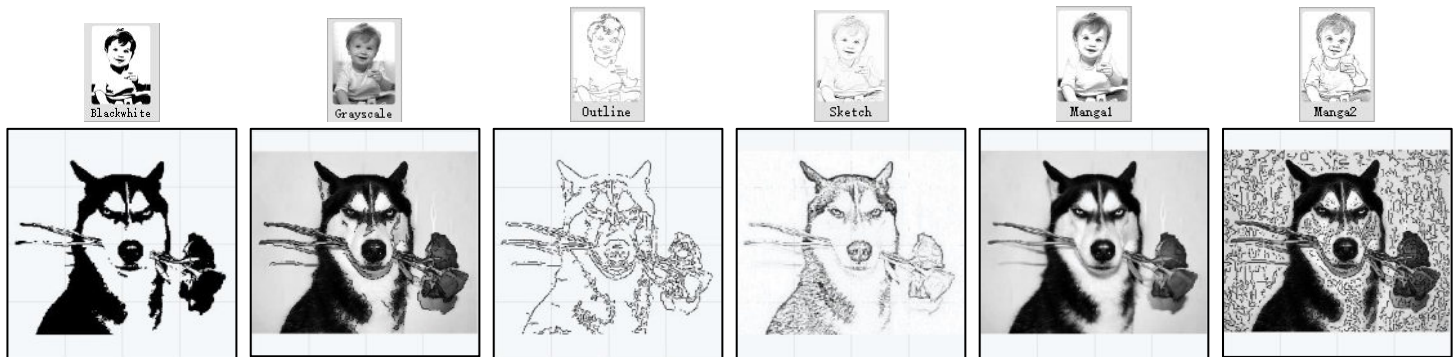 Blackwhite
Grayscale
Outline
Sketch
Manga1
Manga2